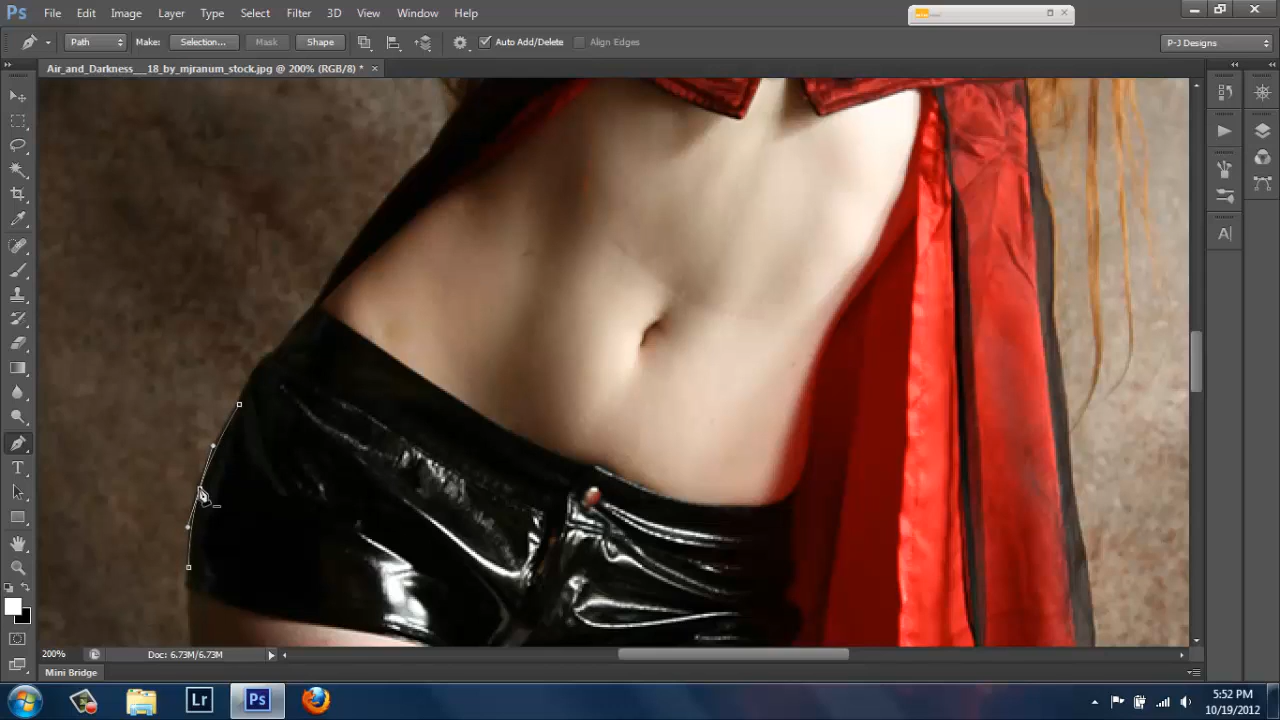 Ps File Edit Image Layer Type Select Filter 3D View Window Help
Path Make: Selection... Mask Shape Auto Add/Delete Align Edges P-J Designs
Air_and_Darkness__18_by_mjranum_stock.jpg @ 200% (RGB/8) * ×
T
A|
200% Doc: 6.73M/6.73M
Mini Bridge
Lr Ps 5:52 PM
10/19/2012